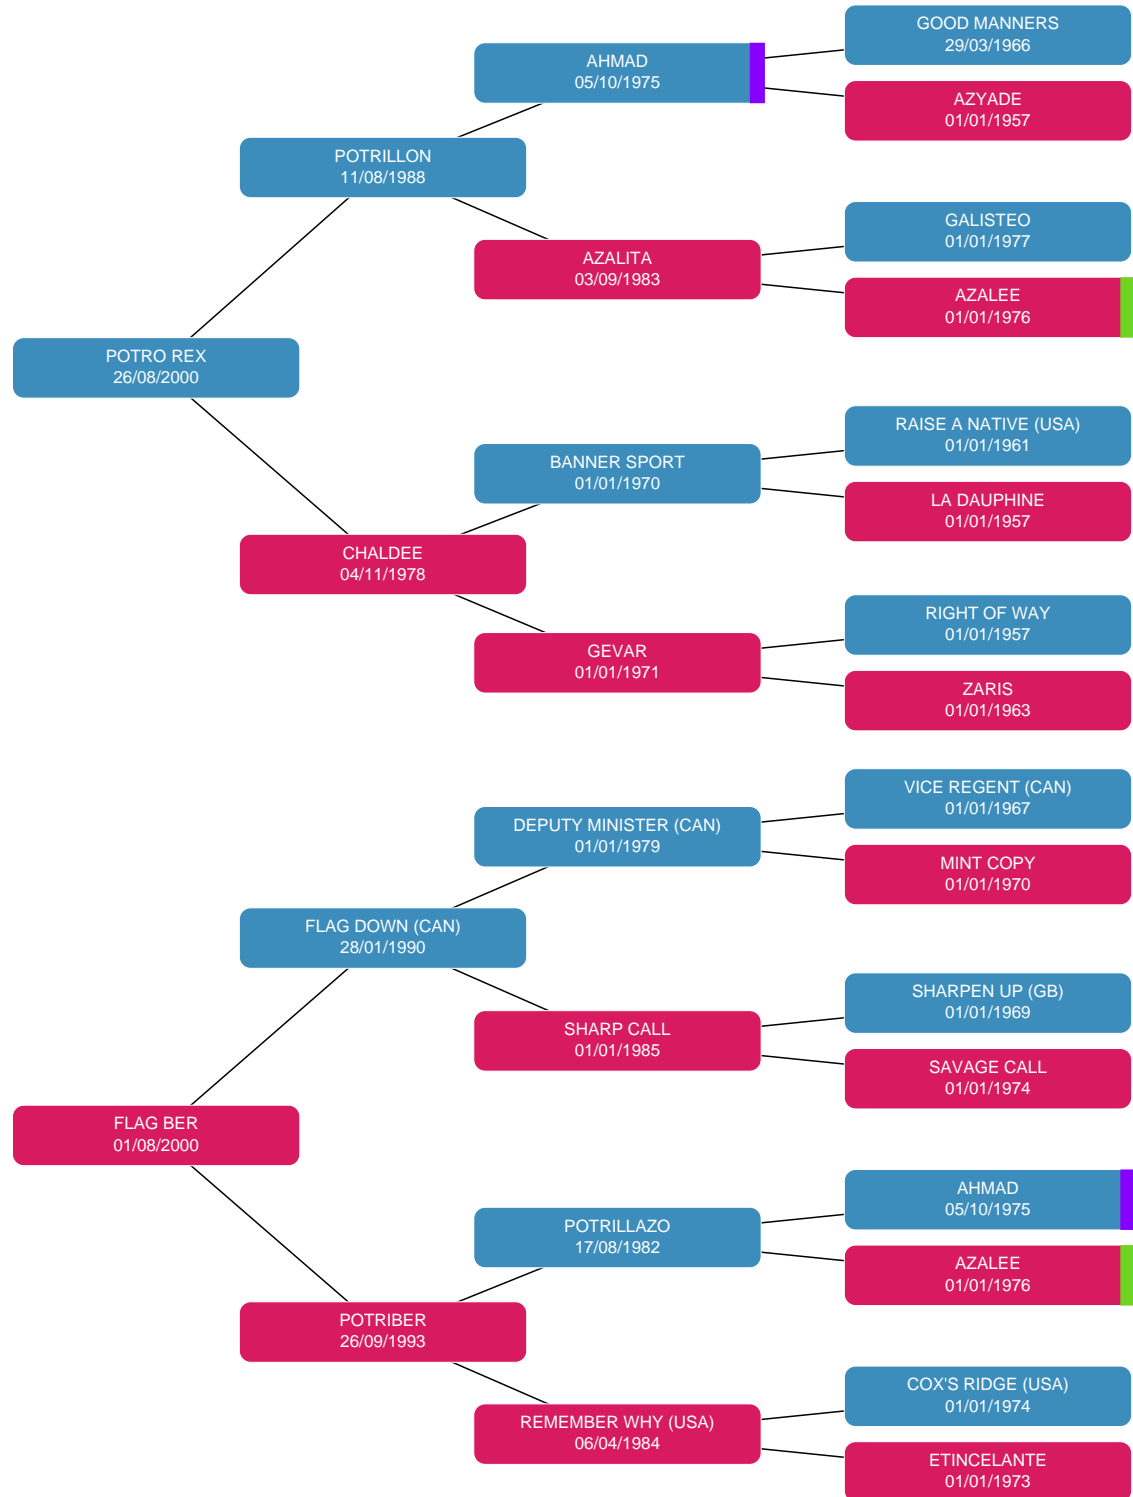 GOOD MANNERS
29/03/1966
AHMAD
05/10/1975
AZYADE
01/01/1957
POTRILLON
11/08/1988
GALISTEO
01/01/1977
AZALITA
03/09/1983
AZALEE
01/01/1976
POTRO REX
26/08/2000
RAISE A NATIVE (USA)
01/01/1961
BANNER SPORT
01/01/1970
LA DAUPHINE
01/01/1957
CHALDEE
04/11/1978
RIGHT OF WAY
01/01/1957
GEVAR
01/01/1971
ZARIS
01/01/1963
VICE REGENT (CAN)
01/01/1967
DEPUTY MINISTER (CAN)
01/01/1979
MINT COPY
01/01/1970
FLAG DOWN (CAN)
28/01/1990
SHARPEN UP (GB)
01/01/1969
SHARP CALL
01/01/1985
SAVAGE CALL
01/01/1974
FLAG BER
01/08/2000
AHMAD
05/10/1975
POTRILLAZO
17/08/1982
AZALEE
01/01/1976
POTRIBER
26/09/1993
COX'S RIDGE (USA)
01/01/1974
REMEMBER WHY (USA)
06/04/1984
ETINCELANTE
01/01/1973